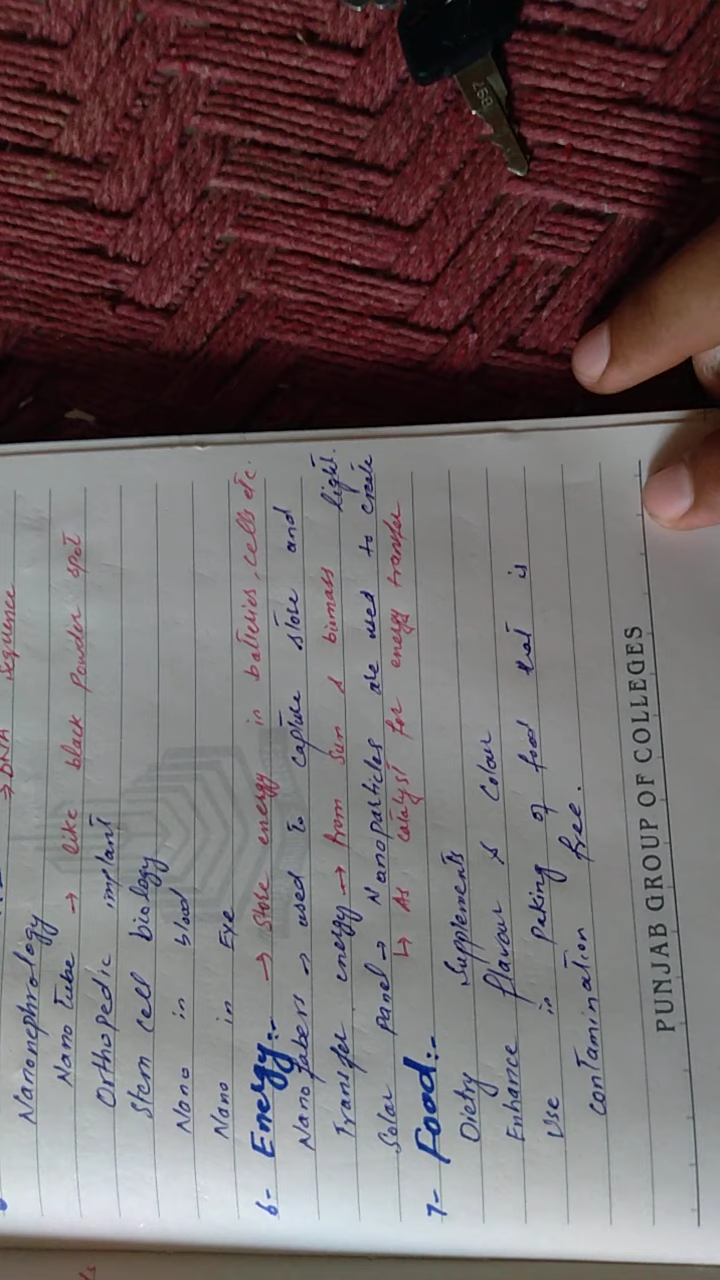 → DNA sequence
Nanonephrology
Nano tube → like black powder spot
Orthopedic implant
Stem cell biology
Nano in blood
Nano in Eye
6- Energy:- → Store energy in batteries, cells etc.
Nano fabers → used to capture store and
Transfer energy → from Sun & biomass light.
Solar Panel → Nanoparticles are used to create
↳ As catalyst for energy transfer
7- Food:-
Dietry Supplements
Enhance flavour & Colour
Use in paking of food that is
contamination free.
PUNJAB GROUP OF COLLEGES
897